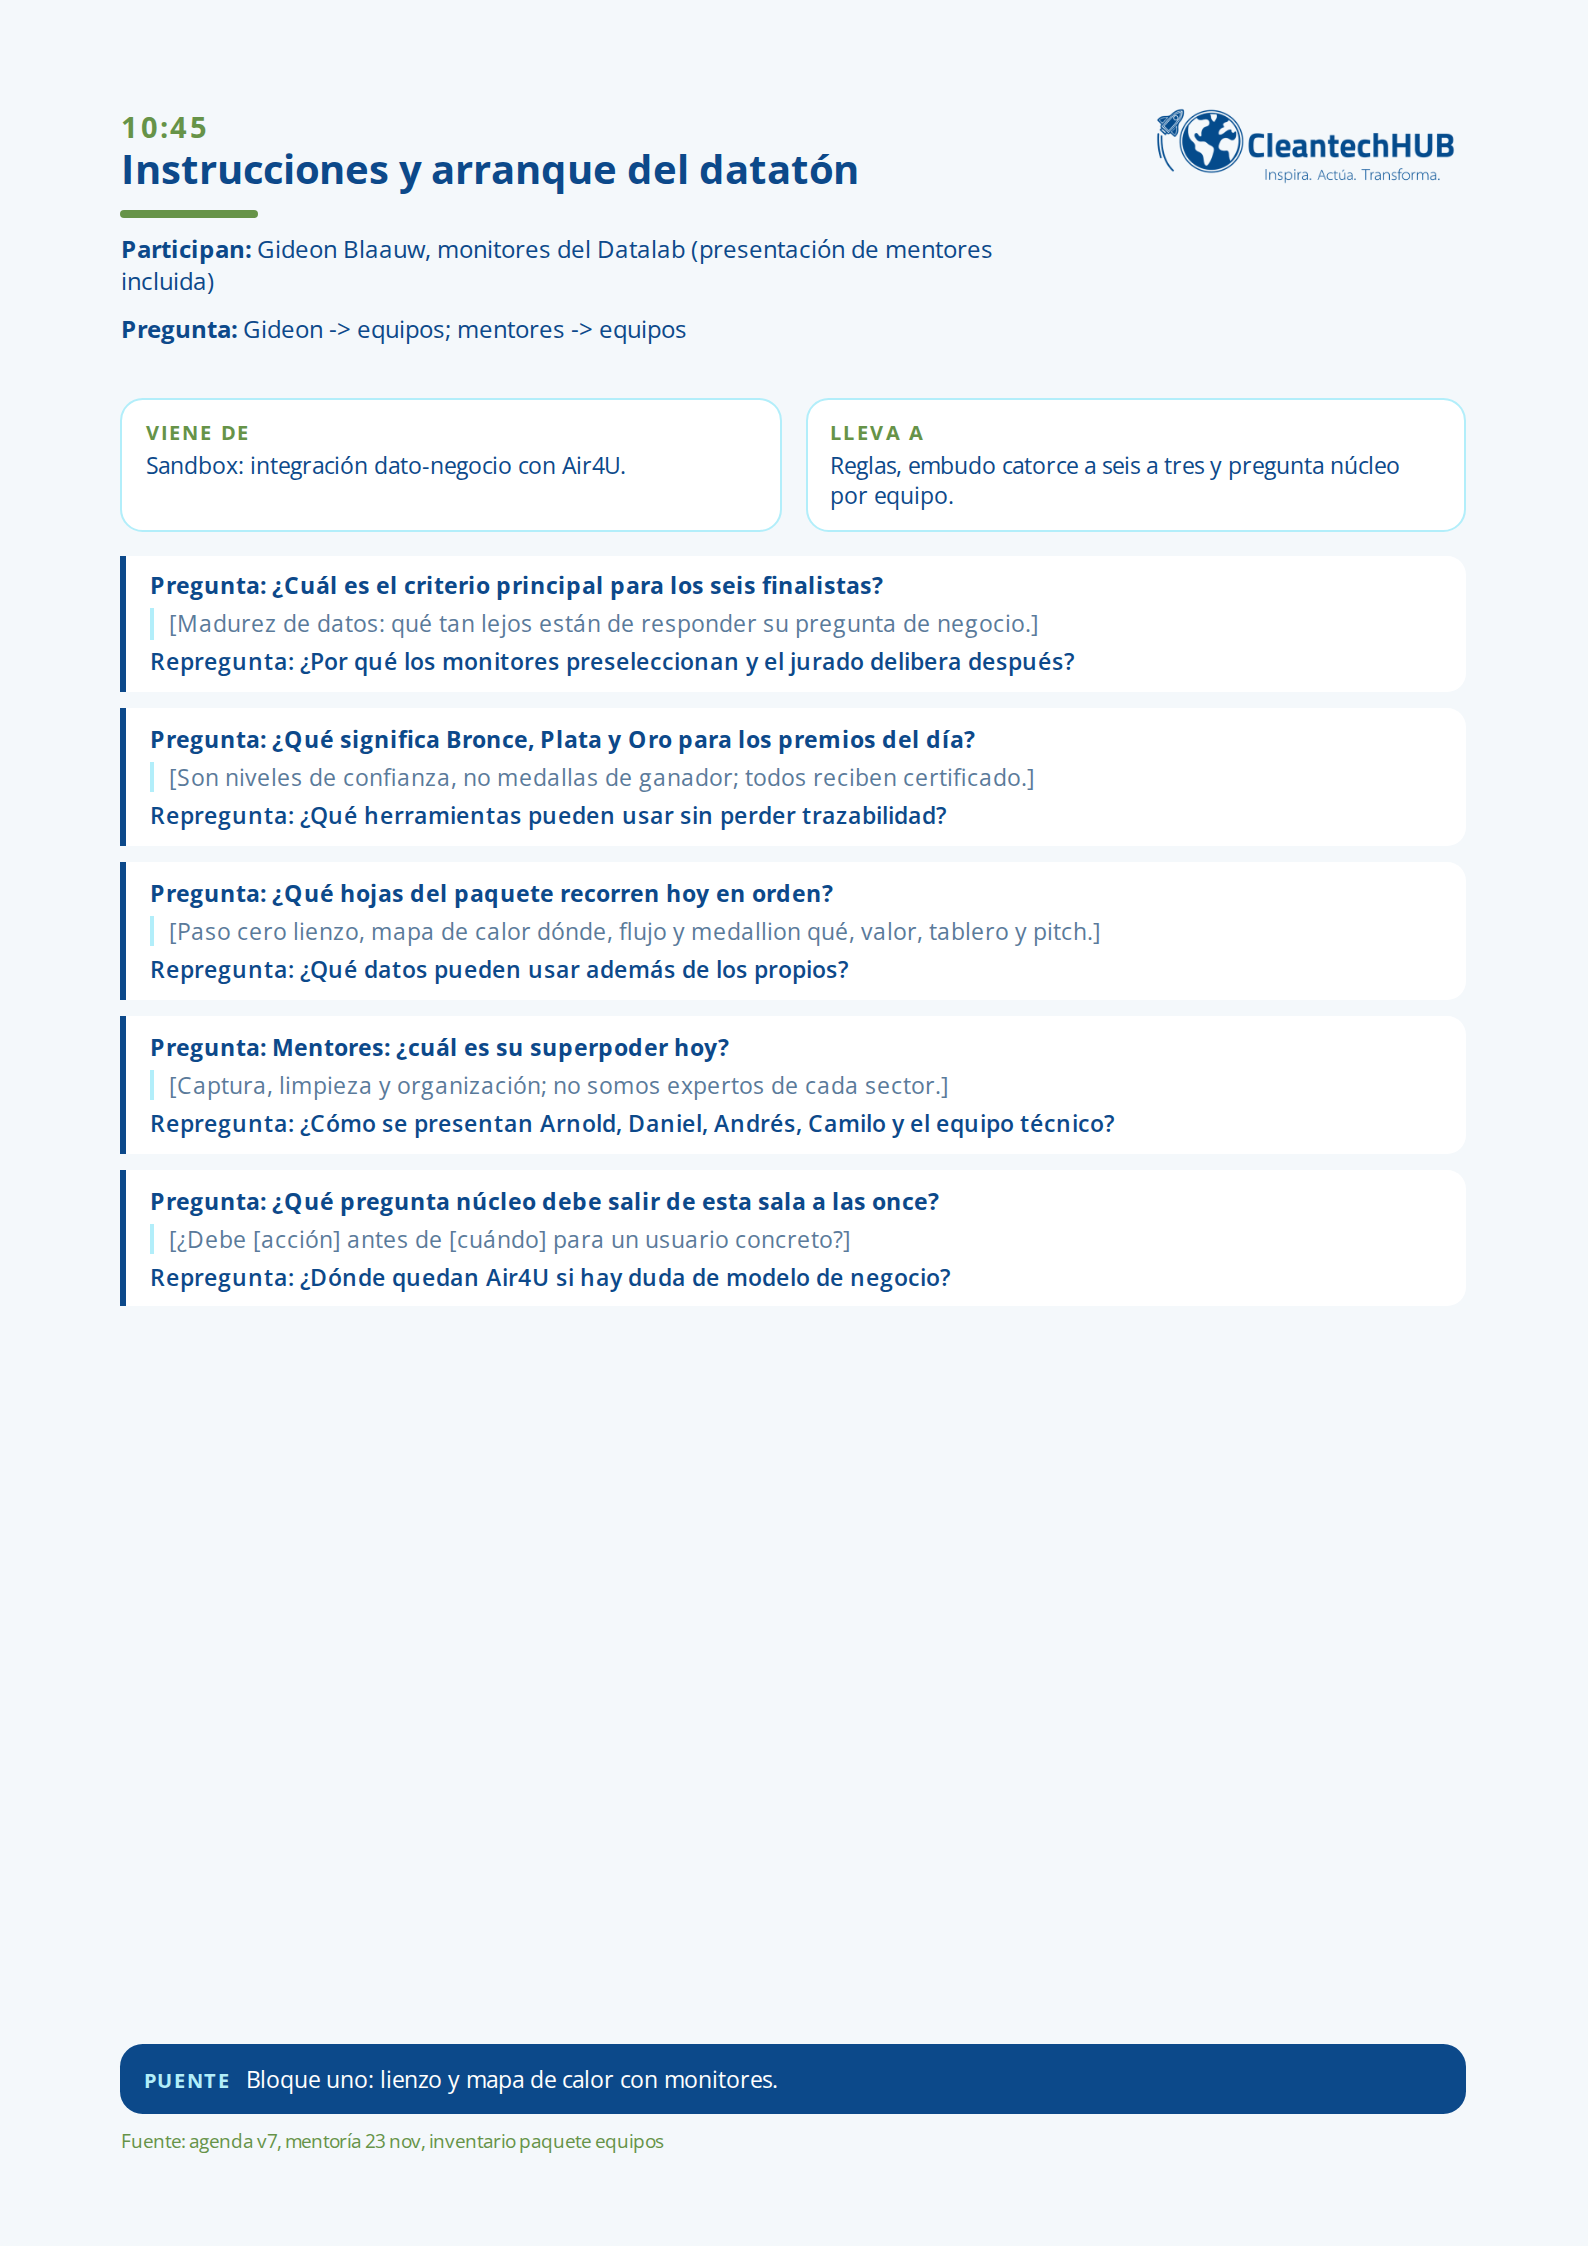 10:45
Instrucciones y arranque del datatón
CleantechHUB
Inspira. Actúa. Transforma.
Participan: Gideon Blaauw, monitores del Datalab (presentación de mentores
incluida)
Pregunta: Gideon -> equipos; mentores -> equipos
VIENE DE
Sandbox: integración dato-negocio con Air4U.
LLEVA A
Reglas, embudo catorce a seis a tres y pregunta núcleo
por equipo.
Pregunta: ¿Cuál es el criterio principal para los seis finalistas?
[Madurez de datos: qué tan lejos están de responder su pregunta de negocio.]
Repregunta: ¿Por qué los monitores preseleccionan y el jurado delibera después?
Pregunta: ¿Qué significa Bronce, Plata y Oro para los premios del día?
[Son niveles de confianza, no medallas de ganador; todos reciben certificado.]
Repregunta: ¿Qué herramientas pueden usar sin perder trazabilidad?
Pregunta: ¿Qué hojas del paquete recorren hoy en orden?
[Paso cero lienzo, mapa de calor dónde, flujo y medallion qué, valor, tablero y pitch.]
Repregunta: ¿Qué datos pueden usar además de los propios?
Pregunta: Mentores: ¿cuál es su superpoder hoy?
[Captura, limpieza y organización; no somos expertos de cada sector.]
Repregunta: ¿Cómo se presentan Arnold, Daniel, Andrés, Camilo y el equipo técnico?
Pregunta: ¿Qué pregunta núcleo debe salir de esta sala a las once?
[¿Debe [acción] antes de [cuándo] para un usuario concreto?]
Repregunta: ¿Dónde quedan Air4U si hay duda de modelo de negocio?
PUENTE Bloque uno: lienzo y mapa de calor con monitores.
Fuente: agenda v7, mentoría 23 nov, inventario paquete equipos